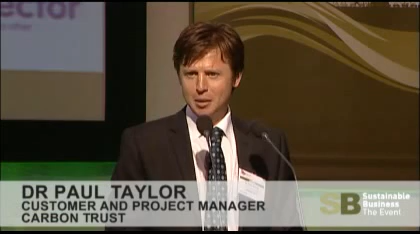 ector
DR PAUL TAYLOR
CUSTOMER AND PROJECT MANAGER
CARBON TRUST
SB Sustainable
Business
The Event